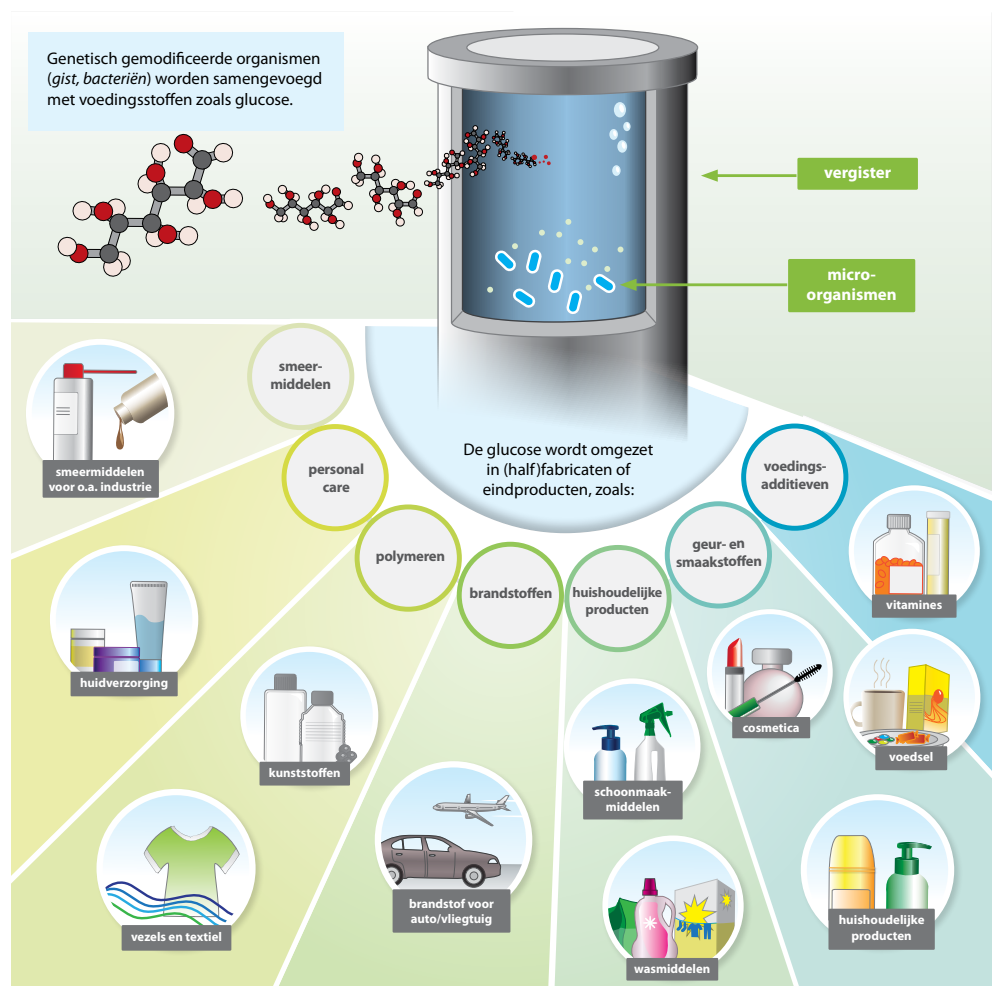 Genetisch gemodificeerde organismen
(gist, bacteriën) worden samengevoegd
met voedingsstoffen zoals glucose.
vergister
micro-
organismen
De glucose wordt omgezet
in (half)fabricaten of
eindproducten, zoals:
smeer-
middelen
personal
care
polymeren
brandstoffen
huishoudelijke
producten
geur- en
smaakstoffen
voedings-
additieven
smeermiddelen
voor o.a. industrie
huidverzorging
kunststoffen
vezels en textiel
brandstof voor
auto/vliegtuig
schoonmaak-
middelen
wasmiddelen
cosmetica
huishoudelijke
producten
vitamines
voedsel